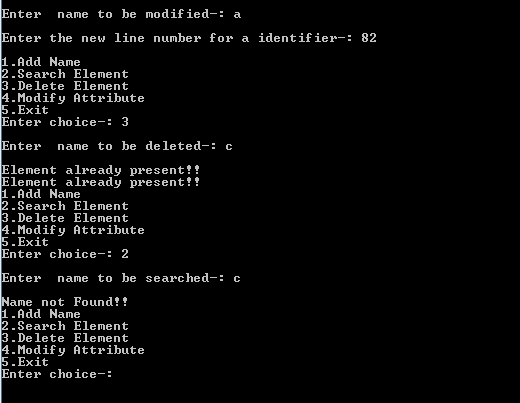 Enter  name to be modified-: a
Enter the new line number for a identifier-: 82
1.Add Name
2.Search Element
3.Delete Element
4.Modify Attribute
5.Exit
Enter choice-: 3
Enter  name to be deleted-: c
Element already present!!
Element already present!!
1.Add Name
2.Search Element
3.Delete Element
4.Modify Attribute
5.Exit
Enter choice-: 2
Enter  name to be searched-: c
Name not Found!!
1.Add Name
2.Search Element
3.Delete Element
4.Modify Attribute
5.Exit
Enter choice-: